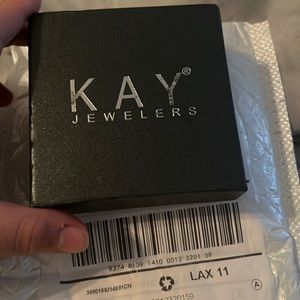 KAY®
JEWELERS
9374 8109 1410 0012 3201 59
LAX 11
A